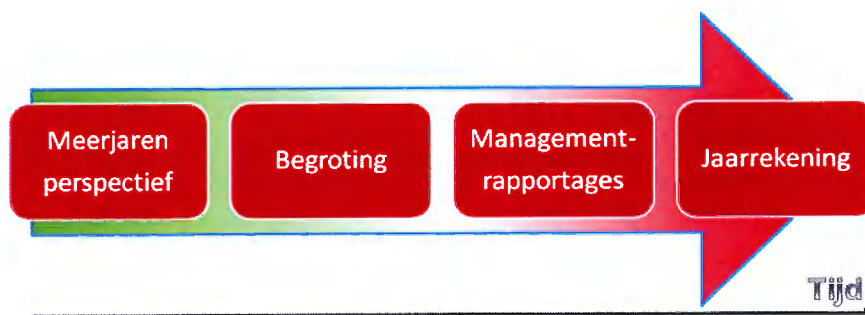 Meerjaren
perspectief
Begroting
Management-
rapportages
Jaarrekening
Tijd